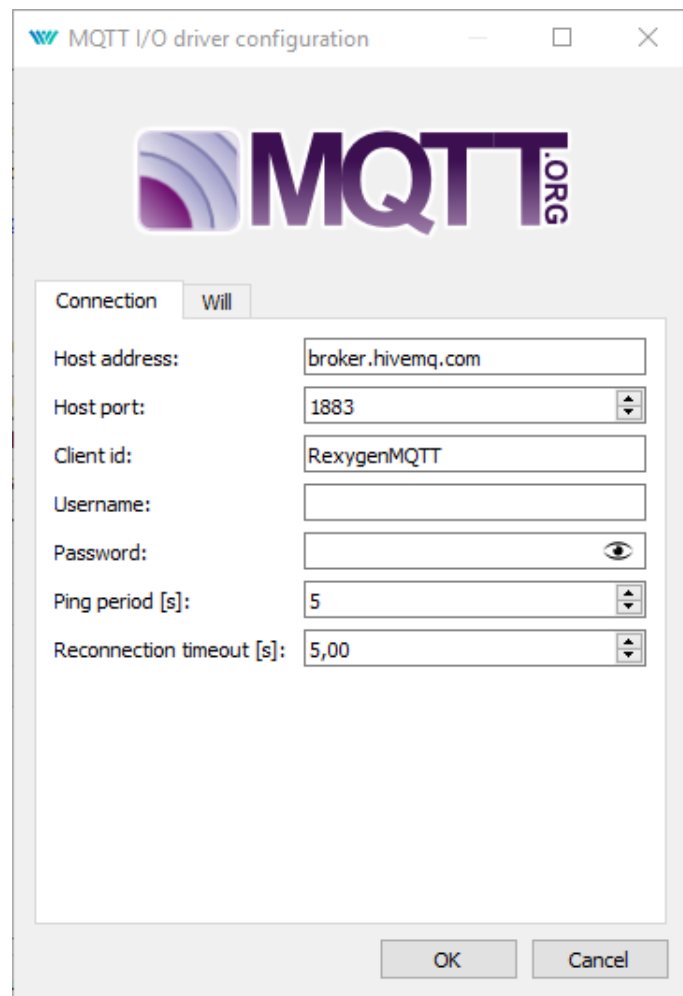 MQTT I/O driver configuration
MQTT.ORG
Connection Will
Host address: broker.hivemq.com
Host port: 1883
Client id: RexygenMQTT
Username:
Password:
Ping period [s]: 5
Reconnection timeout [s]: 5,00
OK Cancel